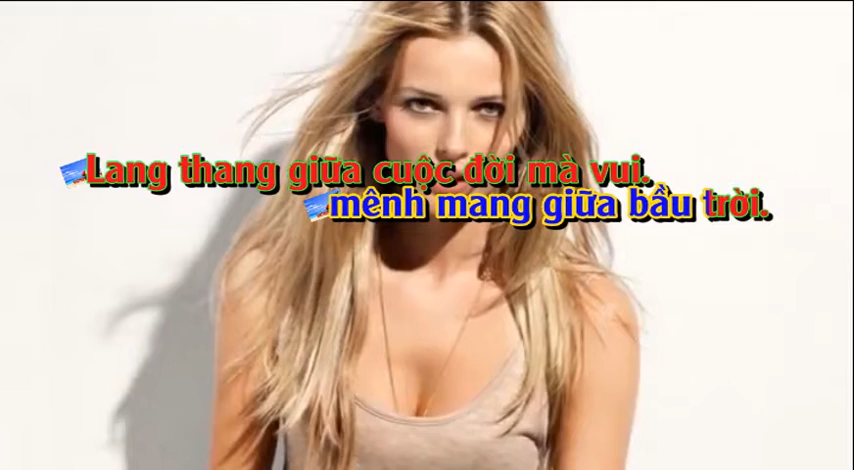 Lang thang giữa cuộc đời mà vui.
mênh mang giữa bầu trời.